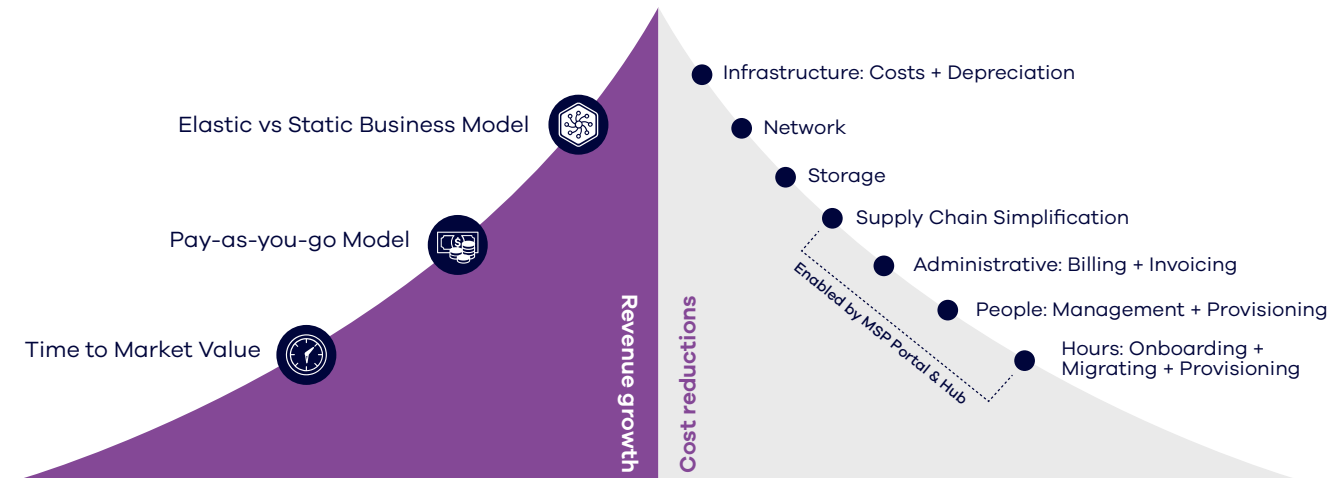 Elastic vs Static Business Model
Pay-as-you-go Model
Time to Market Value
Revenue growth
Cost reductions
Infrastructure: Costs + Depreciation
Network
Storage
Supply Chain Simplification
Administrative: Billing + Invoicing
People: Management + Provisioning
Hours: Onboarding +
Migrating + Provisioning
Enabled by MSP Portal & Hub